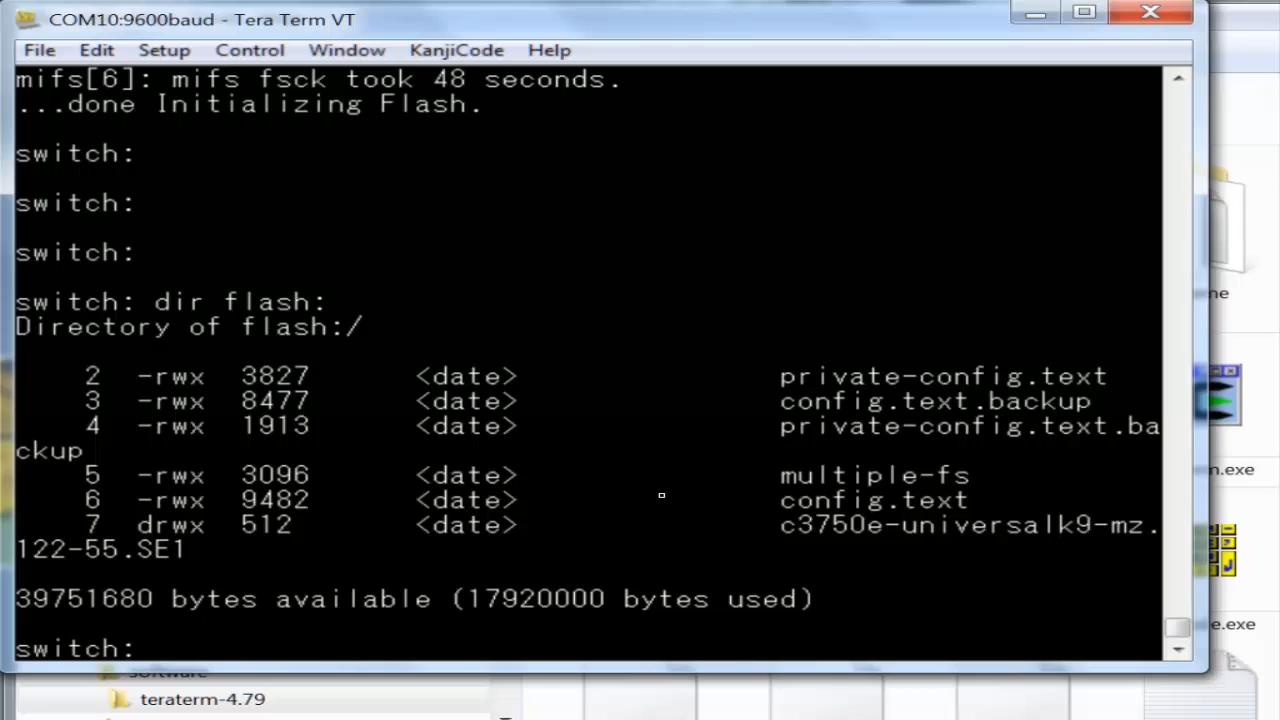 COM10:9600baud - Tera Term VT
File Edit Setup Control Window KanjiCode Help
mifs[6]: mifs fsck took 48 seconds.
...done Initializing Flash.
switch:
switch:
switch:
switch: dir flash:
Directory of flash:/
2 -rwx 3827 <date> private-config.text
3 -rwx 8477 <date> config.text.backup
4 -rwx 1913 <date> private-config.text.ba
ckup
5 -rwx 3096 <date> multiple-fs
6 -rwx 9482 <date> config.text
7 drwx 512 <date> c3750e-universalk9-mz.
122-55.SE1
39751680 bytes available (17920000 bytes used)
switch:
software
teraterm-4.79